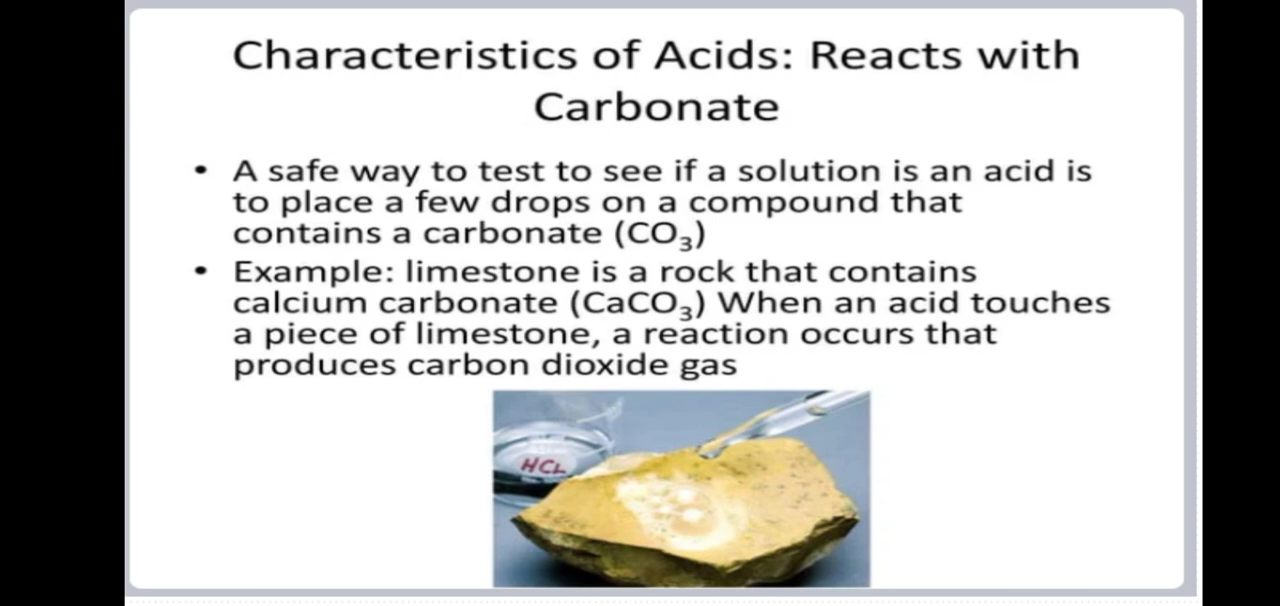 Characteristics of Acids: Reacts with
Carbonate
• A safe way to test to see if a solution is an acid is
to place a few drops on a compound that
contains a carbonate (CO₃)
• Example: limestone is a rock that contains
calcium carbonate (CaCO₃) When an acid touches
a piece of limestone, a reaction occurs that
produces carbon dioxide gas
HCL